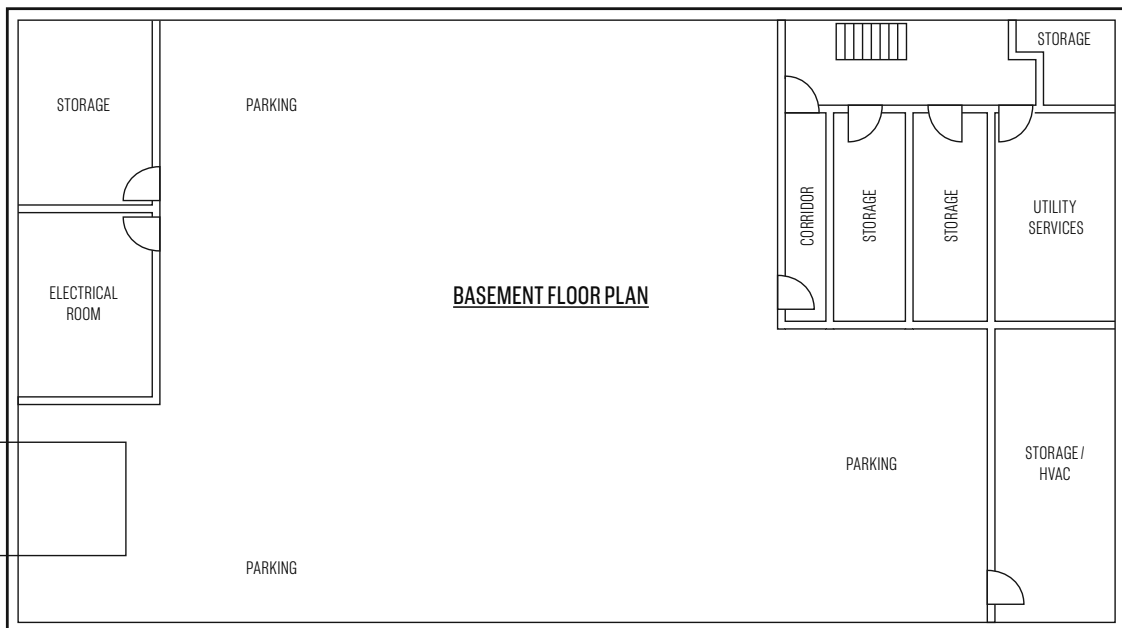 STORAGE
PARKING
STORAGE
CORRIDOR
STORAGE
STORAGE
UTILITY
SERVICES
ELECTRICAL
ROOM
BASEMENT FLOOR PLAN
PARKING
STORAGE /
HVAC
PARKING